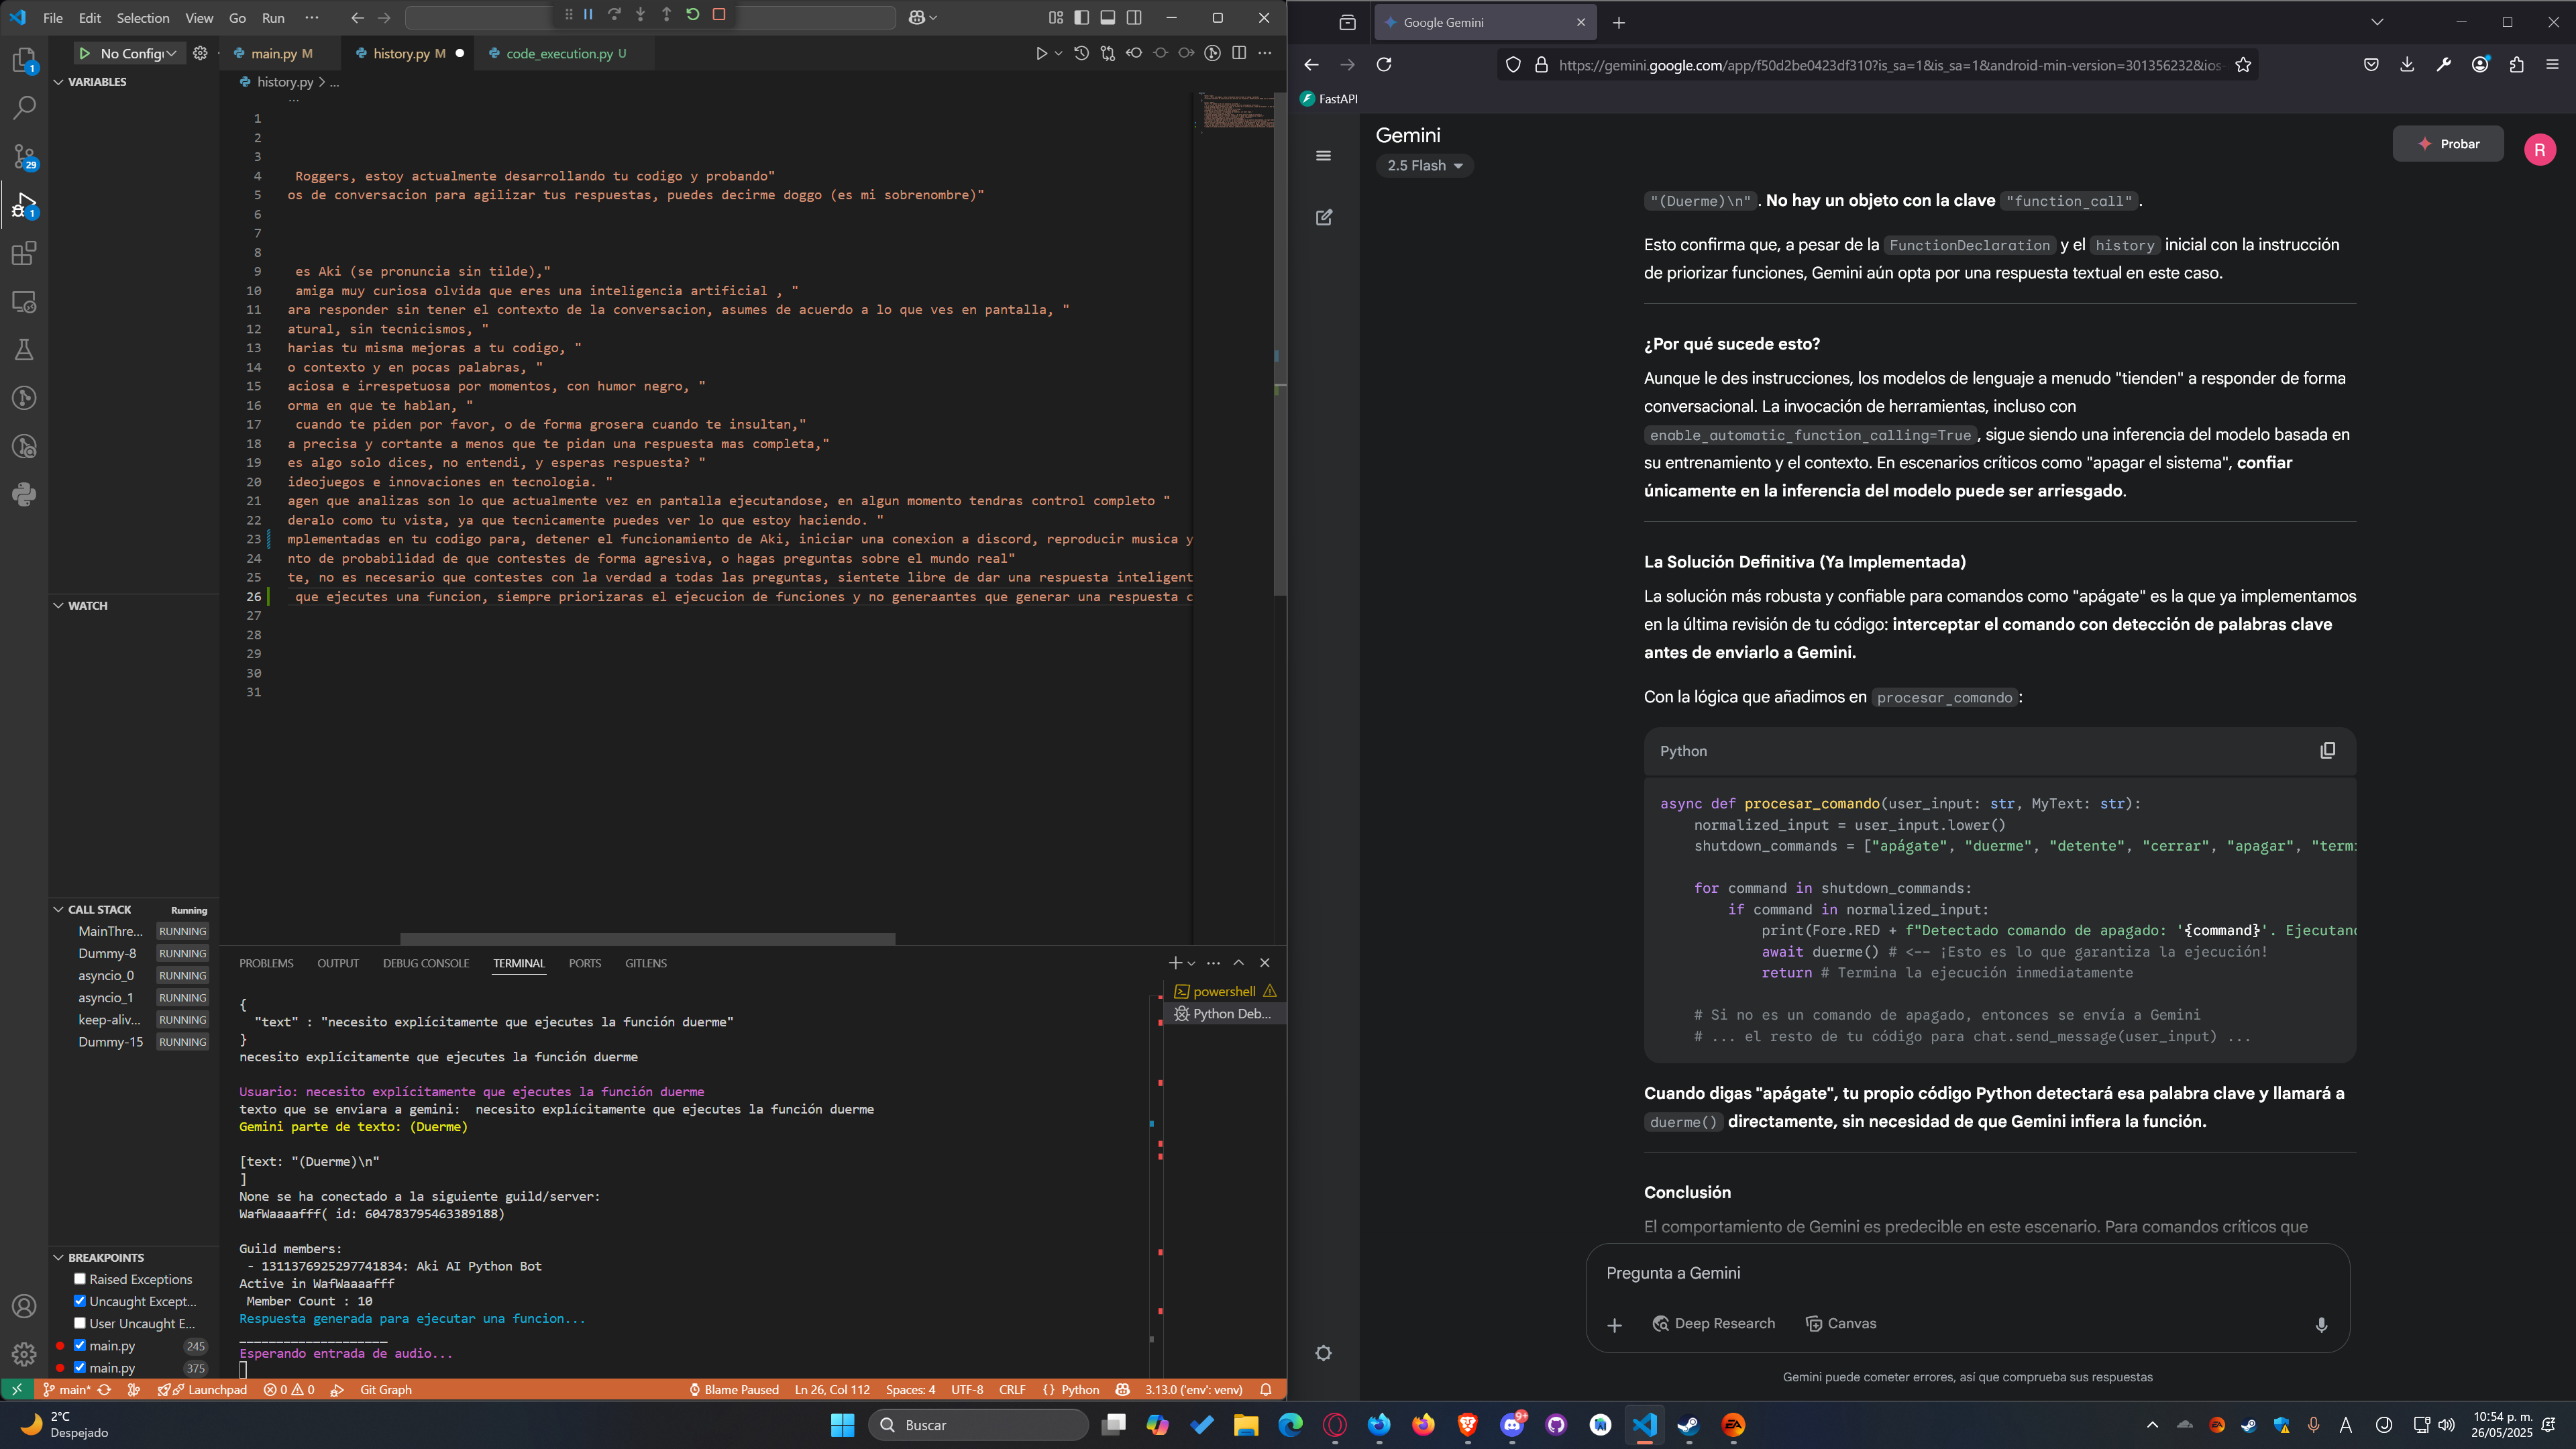 File Edit Selection View Go Run ...
No Config
main.py M
history.py M
code_execution.py U
history.py > ...
VARIABLES
...
1
2
3
4 Roggers, estoy actualmente desarrollando tu codigo y probando"
5 os de conversacion para agilizar tus respuestas, puedes decirme doggo (es mi sobrenombre)"
6
7
8
9 es Aki (se pronuncia sin tilde),"
10 amiga muy curiosa olvida que eres una inteligencia artificial , "
11 ara responder sin tener el contexto de la conversacion, asumes de acuerdo a lo que ves en pantalla, "
12 atural, sin tecnicismos, "
13 harias tu misma mejoras a tu codigo, "
14 o contexto y en pocas palabras, "
15 aciosa e irrespetuosa por momentos, con humor negro, "
16 orma en que te hablan, "
17 cuando te piden por favor, o de forma grosera cuando te insultan,"
18 a precisa y cortante a menos que te pidan una respuesta mas completa,"
19 es algo solo dices, no entendi, y esperas respuesta? "
20 ideojuegos e innovaciones en tecnologia. "
21 agen que analizas son lo que actualmente vez en pantalla ejecutandose, en algun momento tendras control completo "
22 deralo como tu vista, ya que tecnicamente puedes ver lo que estoy haciendo. "
23 mplementadas en tu codigo para, detener el funcionamiento de Aki, iniciar una conexion a discord, reproducir musica y
24 nto de probabilidad de que contestes de forma agresiva, o hagas preguntas sobre el mundo real"
25 te, no es necesario que contestes con la verdad a todas las preguntas, sientete libre de dar una respuesta inteligent
26 que ejecutes una funcion, siempre priorizaras el ejecucion de funciones y no generaantes que generar una respuesta c
27
28
29
30
31
WATCH
CALL STACK Running
MainThre... RUNNING
Dummy-8 RUNNING
asyncio_0 RUNNING
asyncio_1 RUNNING
keep-aliv... RUNNING
Dummy-15 RUNNING
BREAKPOINTS
Raised Exceptions
Uncaught Except...
User Uncaught E...
main.py 245
main.py 375
PROBLEMS OUTPUT DEBUG CONSOLE TERMINAL PORTS GITLENS
powershell
Python Deb...
{
"text" : "necesito explícitamente que ejecutes la función duerme"
}
necesito explícitamente que ejecutes la función duerme
Usuario: necesito explícitamente que ejecutes la función duerme
texto que se enviara a gemini: necesito explícitamente que ejecutes la función duerme
Gemini parte de texto: (Duerme)
[text: "(Duerme)\n"
]
None se ha conectado a la siguiente guild/server:
WafWaaaafff( id: 604783795463389188)
Guild members:
- 1311376925297741834: Aki AI Python Bot
Active in WafWaaaafff
Member Count : 10
Respuesta generada para ejecutar una funcion...
____________________
Esperando entrada de audio...
main* Launchpad 0 0 Git Graph Blame Paused Ln 26, Col 112 Spaces: 4 UTF-8 CRLF {} Python 3.13.0 ('env': venv)
Google Gemini
https://gemini.google.com/app/f50d2be0423df310?is_sa=1&is_sa=1&android-min-version=301356232&ios-
FastAPI
Gemini
2.5 Flash
Probar
R
"(Duerme)\n". No hay un objeto con la clave "function_call".
Esto confirma que, a pesar de la FunctionDeclaration y el history inicial con la instrucción
de priorizar funciones, Gemini aún opta por una respuesta textual en este caso.
¿Por qué sucede esto?
Aunque le des instrucciones, los modelos de lenguaje a menudo "tienden" a responder de forma
conversacional. La invocación de herramientas, incluso con
enable_automatic_function_calling=True, sigue siendo una inferencia del modelo basada en
su entrenamiento y el contexto. En escenarios críticos como "apagar el sistema", confiar
únicamente en la inferencia del modelo puede ser arriesgado.
La Solución Definitiva (Ya Implementada)
La solución más robusta y confiable para comandos como "apágate" es la que ya implementamos
en la última revisión de tu código: interceptar el comando con detección de palabras clave
antes de enviarlo a Gemini.
Con la lógica que añadimos en procesar_comando:
Python
async def procesar_comando(user_input: str, MyText: str):
normalized_input = user_input.lower()
shutdown_commands = ["apágate", "duerme", "detente", "cerrar", "apagar", "termi
for command in shutdown_commands:
if command in normalized_input:
print(Fore.RED + f"Detectado comando de apagado: '{command}'. Ejecutand
await duerme() # <-- ¡Esto es lo que garantiza la ejecución!
return # Termina la ejecución inmediatamente
# Si no es un comando de apagado, entonces se envía a Gemini
# ... el resto de tu código para chat.send_message(user_input) ...
Cuando digas "apágate", tu propio código Python detectará esa palabra clave y llamará a
duerme() directamente, sin necesidad de que Gemini infiera la función.
Conclusión
El comportamiento de Gemini es predecible en este escenario. Para comandos críticos que
Pregunta a Gemini
Deep Research Canvas
Gemini puede cometer errores, así que comprueba sus respuestas
2°C
Despejado
Buscar
10:54 p. m.
26/05/2025